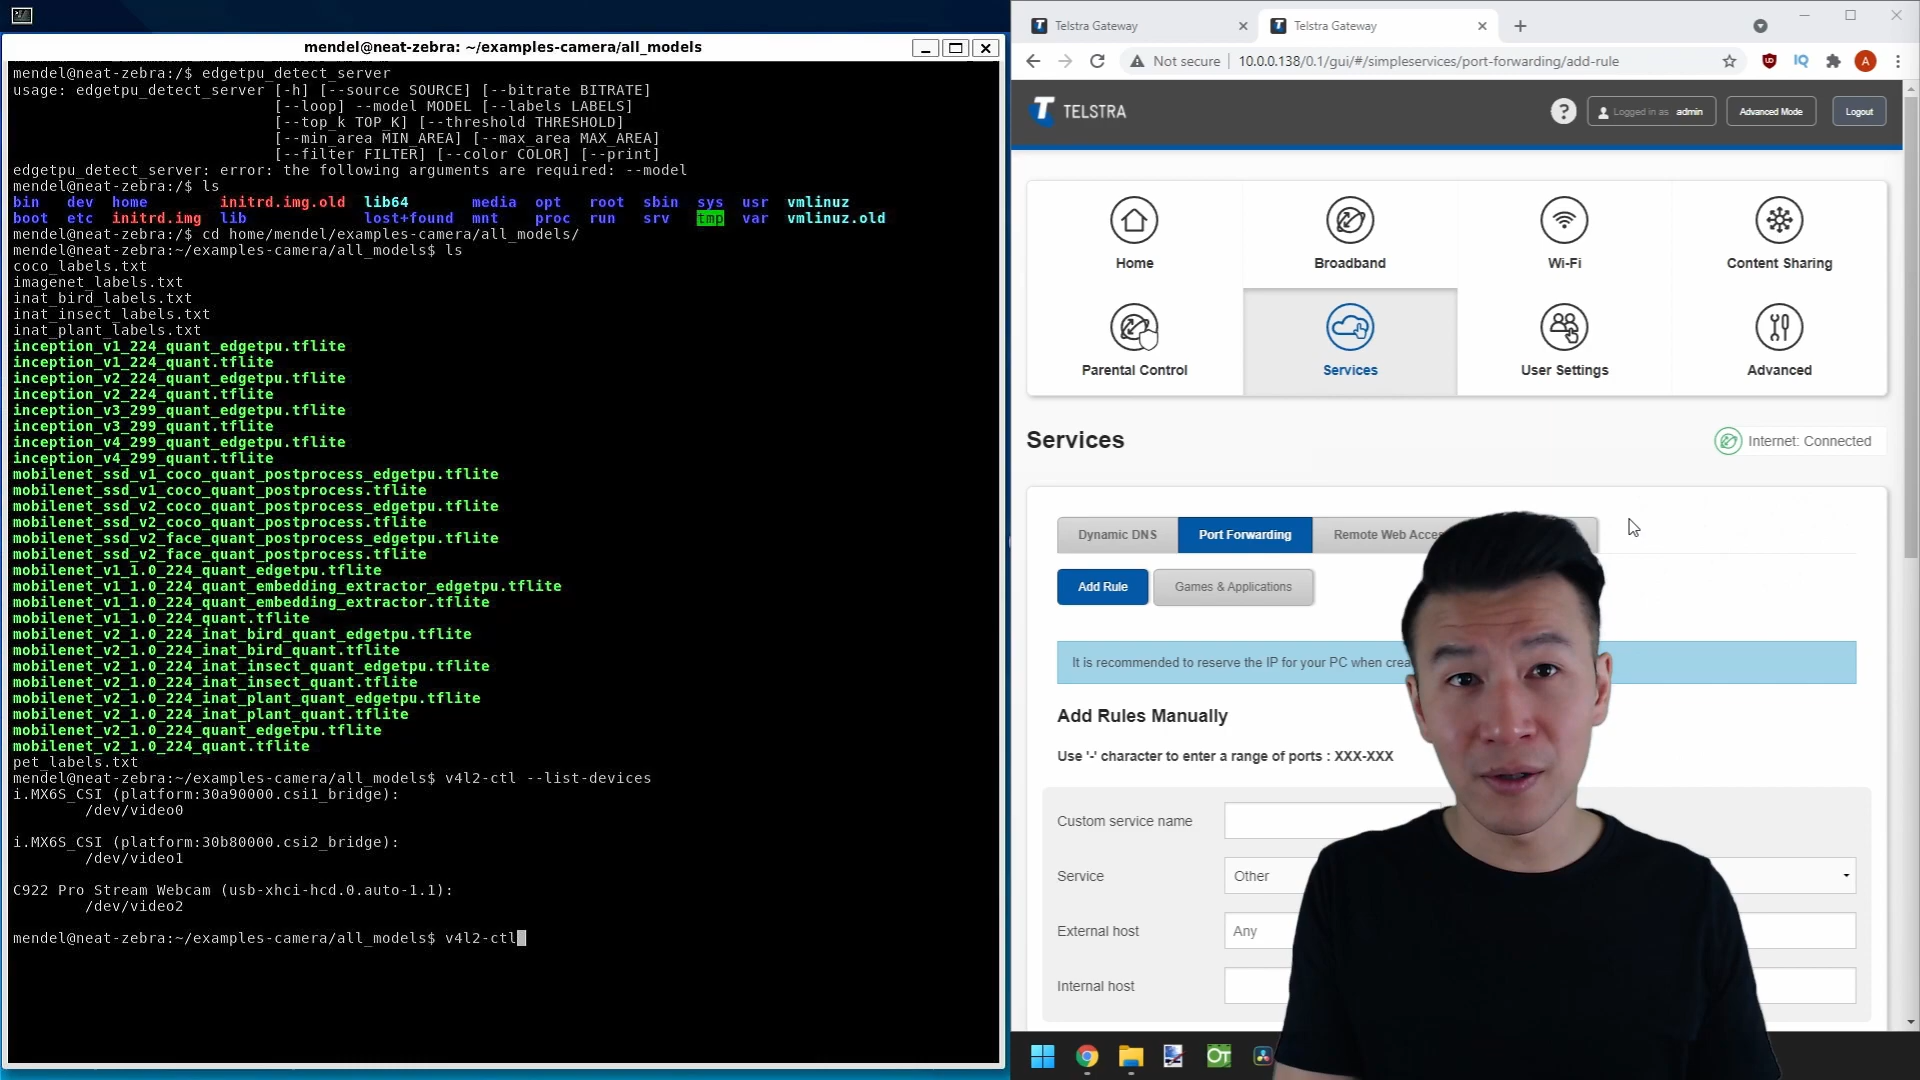 mendel@neat-zebra: ~/examples-camera/all_models
mendel@neat-zebra:/$ edgetpu_detect_server
usage: edgetpu_detect_server [-h] [--source SOURCE] [--bitrate BITRATE]
[--loop] --model MODEL [--labels LABELS]
[--top_k TOP_K] [--threshold THRESHOLD]
[--min_area MIN_AREA] [--max_area MAX_AREA]
[--filter FILTER] [--color COLOR] [--print]
edgetpu_detect_server: error: the following arguments are required: --model
mendel@neat-zebra:/$ ls
bin dev home initrd.img.old lib64 media opt root sbin sys usr vmlinuz
boot etc initrd.img lib lost+found mnt proc run srv tmp var vmlinuz.old
mendel@neat-zebra:/$ cd home/mendel/examples-camera/all_models/
mendel@neat-zebra:~/examples-camera/all_models$ ls
coco_labels.txt
imagenet_labels.txt
inat_bird_labels.txt
inat_insect_labels.txt
inat_plant_labels.txt
inception_v1_224_quant_edgetpu.tflite
inception_v1_224_quant.tflite
inception_v2_224_quant_edgetpu.tflite
inception_v2_224_quant.tflite
inception_v3_299_quant_edgetpu.tflite
inception_v3_299_quant.tflite
inception_v4_299_quant_edgetpu.tflite
inception_v4_299_quant.tflite
mobilenet_ssd_v1_coco_quant_postprocess_edgetpu.tflite
mobilenet_ssd_v1_coco_quant_postprocess.tflite
mobilenet_ssd_v2_coco_quant_postprocess_edgetpu.tflite
mobilenet_ssd_v2_coco_quant_postprocess.tflite
mobilenet_ssd_v2_face_quant_postprocess_edgetpu.tflite
mobilenet_ssd_v2_face_quant_postprocess.tflite
mobilenet_v1_1.0_224_quant_edgetpu.tflite
mobilenet_v1_1.0_224_quant_embedding_extractor_edgetpu.tflite
mobilenet_v1_1.0_224_quant_embedding_extractor.tflite
mobilenet_v1_1.0_224_quant.tflite
mobilenet_v2_1.0_224_inat_bird_quant_edgetpu.tflite
mobilenet_v2_1.0_224_inat_bird_quant.tflite
mobilenet_v2_1.0_224_inat_insect_quant_edgetpu.tflite
mobilenet_v2_1.0_224_inat_insect_quant.tflite
mobilenet_v2_1.0_224_inat_plant_quant_edgetpu.tflite
mobilenet_v2_1.0_224_inat_plant_quant.tflite
mobilenet_v2_1.0_224_quant_edgetpu.tflite
mobilenet_v2_1.0_224_quant.tflite
pet_labels.txt
mendel@neat-zebra:~/examples-camera/all_models$ v4l2-ctl --list-devices
i.MX6S_CSI (platform:30a90000.csi1_bridge):
/dev/video0
i.MX6S_CSI (platform:30b80000.csi2_bridge):
/dev/video1
C922 Pro Stream Webcam (usb-xhci-hcd.0.auto-1.1):
/dev/video2
mendel@neat-zebra:~/examples-camera/all_models$ v4l2-ctl
Telstra Gateway
Telstra Gateway
Not secure 10.0.0.138/0.1/gui/#/simpleservices/port-forwarding/add-rule
IQ
A
T TELSTRA
? Logged in as admin
Advanced Mode
Logout
Home
Broadband
Wi-Fi
Content Sharing
Parental Control
Services
User Settings
Advanced
Services
Internet: Connected
Dynamic DNS
Port Forwarding
Remote Web Acce
Add Rule
Games & Applications
It is recommended to reserve the IP for your PC when crea
Add Rules Manually
Use '-' character to enter a range of ports : XXX-XXX
Custom service name
Service
Other
External host
Any
Internal host
OT